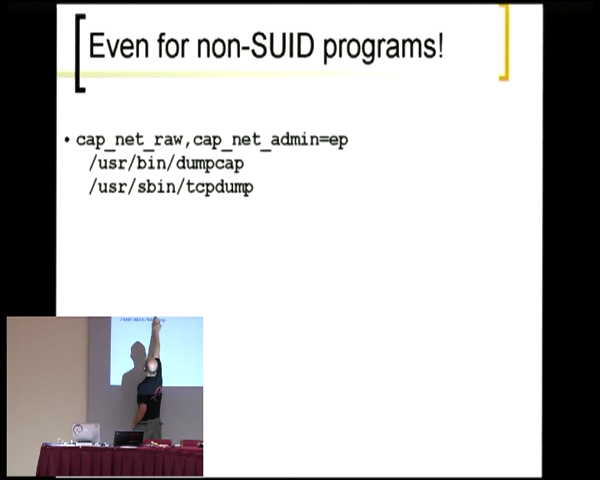 Even for non-SUID programs!
• cap_net_raw,cap_net_admin=ep
/usr/bin/dumpcap
/usr/sbin/tcpdump